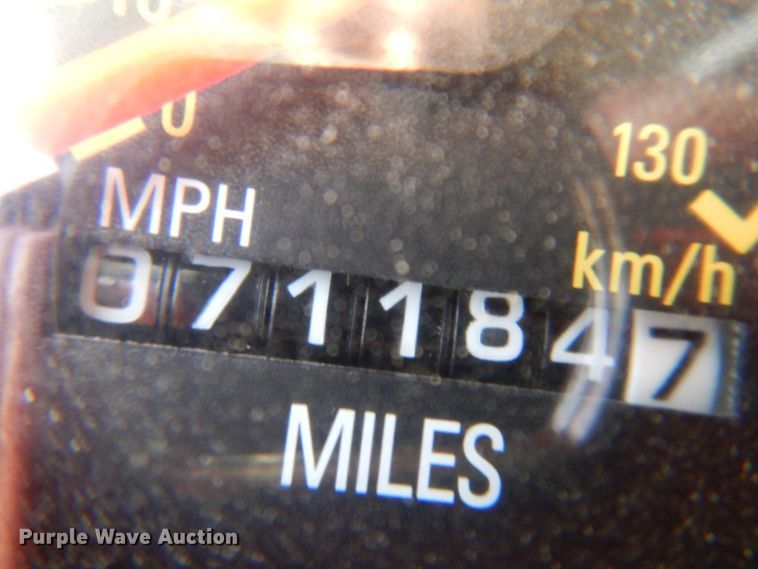 0
130
MPH
km/h
0711847
MILES
Purple Wave Auction